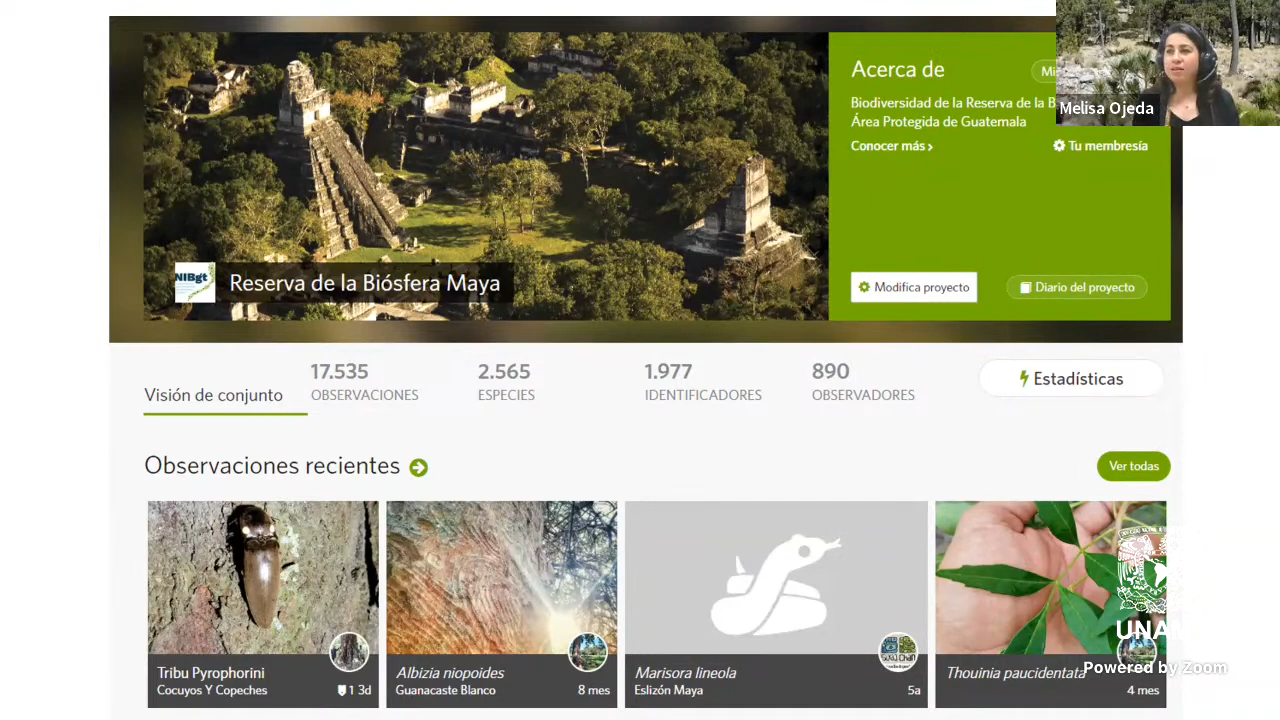 Acerca de
Melisa Ojeda
Biodiversidad de la Reserva de la
Área Protegida de Guatemala
Conocer más ›
Tu membresía
NIBgt
Reserva de la Biósfera Maya
Modifica proyecto
Diario del proyecto
Visión de conjunto
17.535
OBSERVACIONES
2.565
ESPECIES
1.977
IDENTIFICADORES
890
OBSERVADORES
Estadísticas
Observaciones recientes
Ver todas
Tribu Pyrophorini
Cocuyos Y Copeches
1 3d
Albizia niopoides
Guanacaste Blanco
8 mes
Marisora lineola
Eslizón Maya
5a
Thouinia paucidentata
4 mes
UNAM
Powered by Zoom